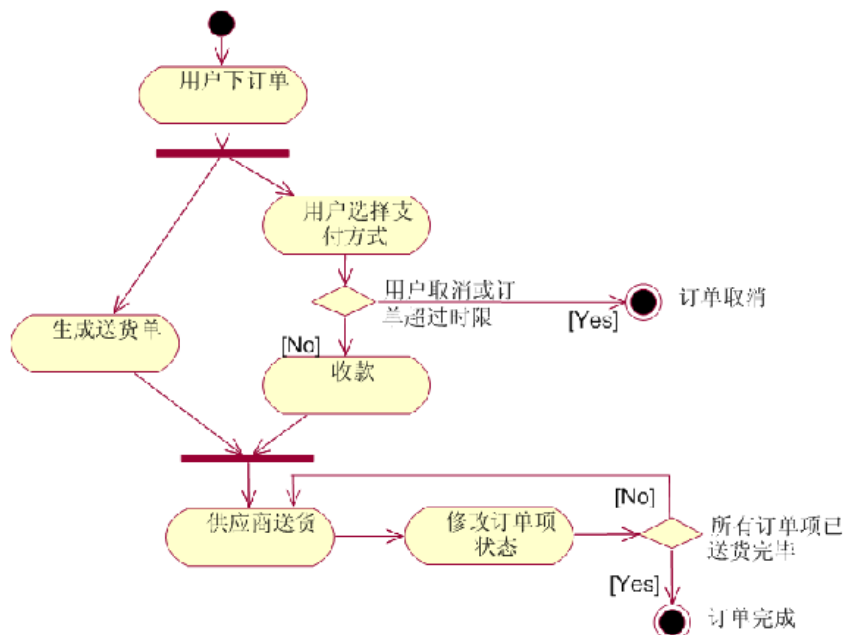 用户下订单
用户选择支
付方式
用户取消或订
单超过时限
[Yes]
订单取消
生成送货单
[No]
收款
[No]
供应商送货
修改订单项
状态
所有订单项已
送货完毕
[Yes]
订单完成